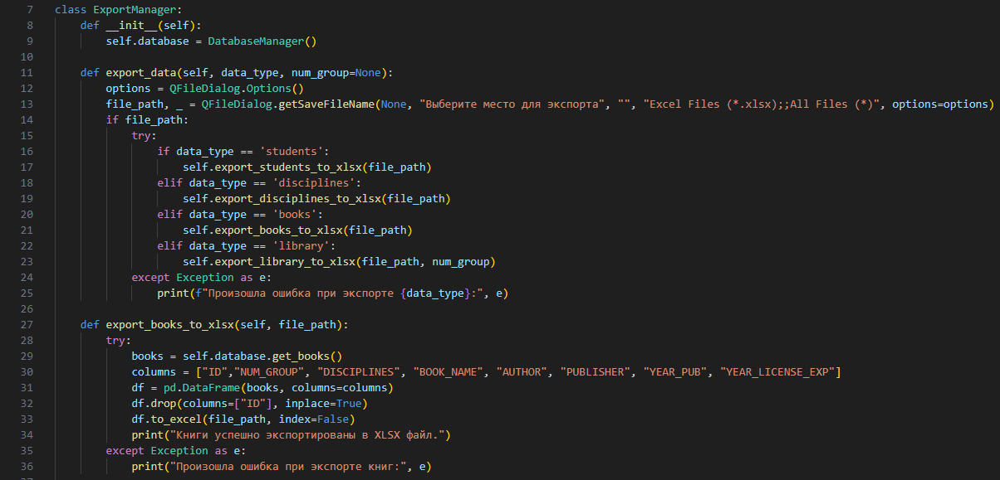 7 class ExportManager:
8     def __init__(self):
9         self.database = DatabaseManager()
10
11     def export_data(self, data_type, num_group=None):
12         options = QFileDialog.Options()
13         file_path, _ = QFileDialog.getSaveFileName(None, "Выберите место для экспорта", "", "Excel Files (*.xlsx);;All Files (*)", options=options)
14         if file_path:
15             try:
16                 if data_type == 'students':
17                     self.export_students_to_xlsx(file_path)
18                 elif data_type == 'disciplines':
19                     self.export_disciplines_to_xlsx(file_path)
20                 elif data_type == 'books':
21                     self.export_books_to_xlsx(file_path)
22                 elif data_type == 'library':
23                     self.export_library_to_xlsx(file_path, num_group)
24             except Exception as e:
25                 print(f"Произошла ошибка при экспорте {data_type}:", e)
26
27     def export_books_to_xlsx(self, file_path):
28         try:
29             books = self.database.get_books()
30             columns = ["ID","NUM_GROUP", "DISCIPLINES", "BOOK_NAME", "AUTHOR", "PUBLISHER", "YEAR_PUB", "YEAR_LICENSE_EXP"]
31             df = pd.DataFrame(books, columns=columns)
32             df.drop(columns=["ID"], inplace=True)
33             df.to_excel(file_path, index=False)
34             print("Книги успешно экспортированы в XLSX файл.")
35         except Exception as e:
36             print("Произошла ошибка при экспорте книг:", e)